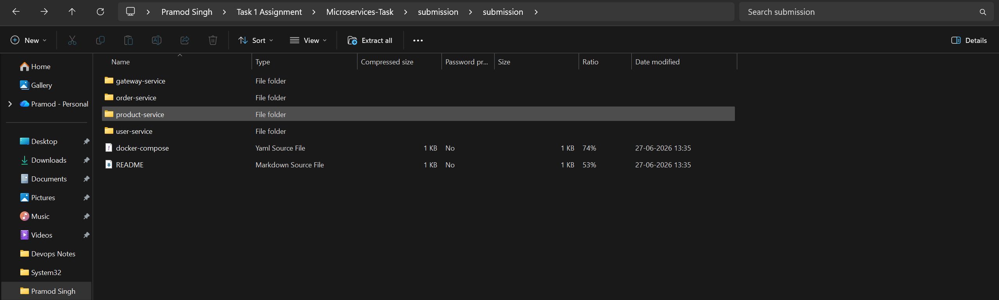 Pramod Singh > Task 1 Assignment > Microservices-Task > submission > submission >
Search submission
New
Sort
View
Extract all
Details
Home
Gallery
Pramod - Personal
Desktop
Downloads
Documents
Pictures
Music
Videos
Devops Notes
System32
Pramod Singh
Name Type Compressed size Password pr... Size Ratio Date modified
gateway-service File folder
order-service File folder
product-service File folder
user-service File folder
docker-compose Yaml Source File 1 KB No 1 KB 74% 27-06-2026 13:35
README Markdown Source File 1 KB No 1 KB 53% 27-06-2026 13:35